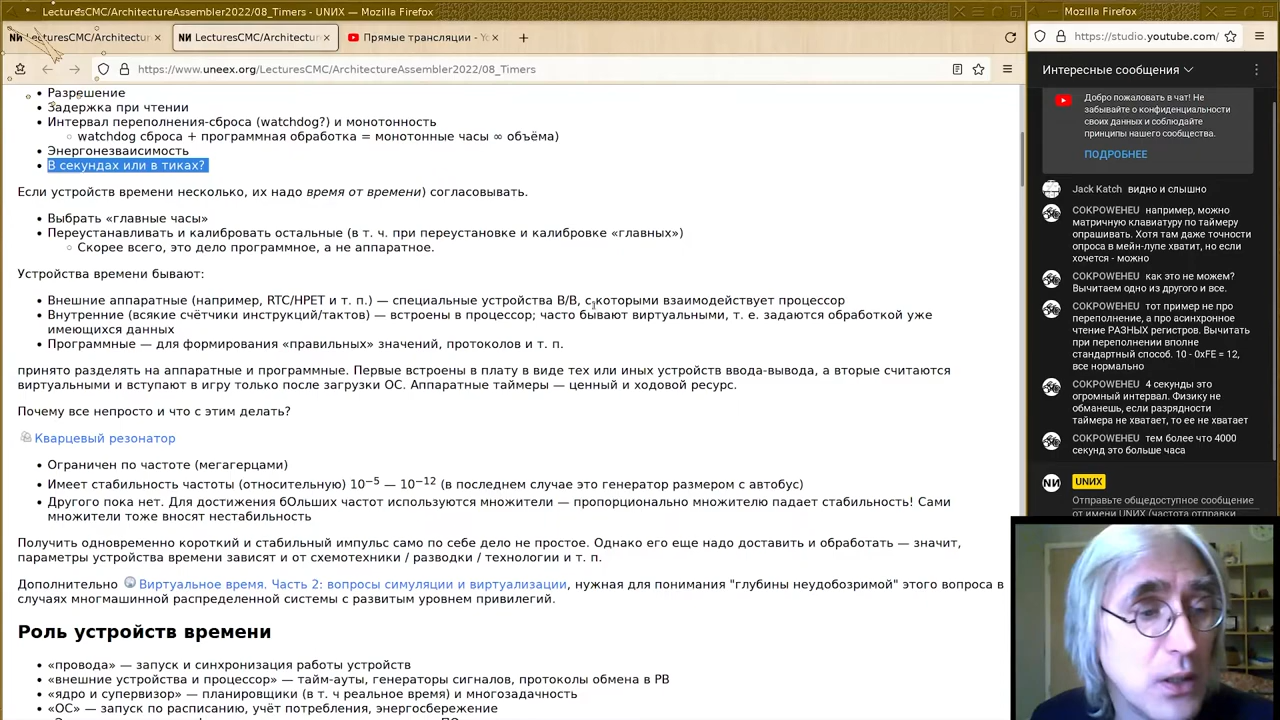 LecturesCMC/ArchitectureAssembler2022/08_Timers - UNИX — Mozilla Firefox
Mozilla Firefox
LecturesCMC/Architectur
LecturesCMC/Architectur
Прямые трансляции - Yo
https://studio.youtube.com/
https://www.uneex.org/LecturesCMC/ArchitectureAssembler2022/08_Timers
Разрешение
Задержка при чтении
Интервал переполнения-сброса (watchdog?) и монотонность
watchdog сброса + программная обработка = монотонные часы ∞ объёма)
Энергонезваисимость
В секундах или в тиках?
Если устройств времени несколько, их надо время от времени) согласовывать.
Выбрать «главные часы»
Переустанавливать и калибровать остальные (в т. ч. при переустановке и калибровке «главных»)
Скорее всего, это дело программное, а не аппаратное.
Устройства времени бывают:
Внешние аппаратные (например, RTC/HPET и т. п.) — специальные устройства В/В, с которыми взаимодействует процессор
Внутренние (всякие счётчики инструкций/тактов) — встроены в процессор; часто бывают виртуальными, т. е. задаются обработкой уже
имеющихся данных
Программные — для формирования «правильных» значений, протоколов и т. п.
принято разделять на аппаратные и программные. Первые встроены в плату в виде тех или иных устройств ввода-вывода, а вторые считаются
виртуальными и вступают в игру только после загрузки ОС. Аппаратные таймеры — ценный и ходовой ресурс.
Почему все непросто и что с этим делать?
Кварцевый резонатор
Ограничен по частоте (мегагерцами)
Имеет стабильность частоты (относительную) 10⁻⁵ — 10⁻¹² (в последнем случае это генератор размером с автобус)
Другого пока нет. Для достижения бОльших частот используются множители — пропорционально множителю падает стабильность! Сами
множители тоже вносят нестабильность
Получить одновременно короткий и стабильный импульс само по себе дело не простое. Однако его еще надо доставить и обработать — значит,
параметры устройства времени зависят и от схемотехники / разводки / технологии и т. п.
Дополнительно Виртуальное время. Часть 2: вопросы симуляции и виртуализации, нужная для понимания "глубины неудобозримой" этого вопроса в
случаях многмашинной распределенной системы с развитым уровнем привилегий.
Роль устройств времени
«провода» — запуск и синхронизация работы устройств
«внешние устройства и процессор» — тайм-ауты, генераторы сигналов, протоколы обмена в РВ
«ядро и супервизор» — планировщики (в т. ч реальное время) и многозадачность
«ОС» — запуск по расписанию, учёт потребления, энергосбережение
Интересные сообщения
Добро пожаловать в чат! Не
забывайте о конфиденциальности
своих данных и соблюдайте
принципы нашего сообщества.
ПОДРОБНЕЕ
Jack Katch видно и слышно
COKPOWEHEU например, можно
матричную клавиатуру по таймеру
опрашивать. Хотя там даже точности
опроса в мейн-лупе хватит, но если
хочется - можно
COKPOWEHEU как это не можем?
Вычитаем одно из другого и все.
COKPOWEHEU тот пример не про
переполнение, а про асинхронное
чтение РАЗНЫХ регистров. Вычитать
при переполнении вполне
стандартный способ. 10 - 0xFE = 12,
все нормально
COKPOWEHEU 4 секунды это
огромный интервал. Физику не
обманешь, если разрядности
таймера не хватает, то ее не хватает
COKPOWEHEU тем более что 4000
секунд это больше часа
UNИX
Отправьте общедоступное сообщение
от имени UNИX (частота отправки